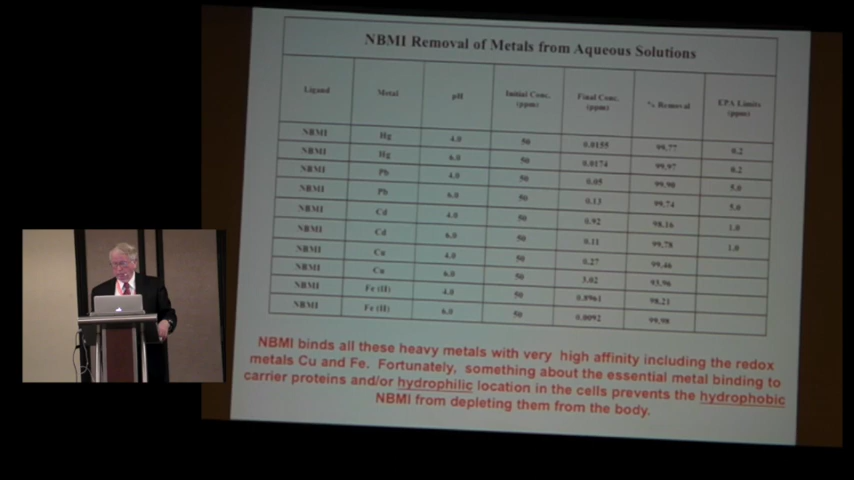 NBMI Removal of Metals from Aqueous Solutions
Ligand Metal pH Initial Conc. (ppm) Final Conc. (ppm) % Removal EPA Limits (ppm)
NBMI Hg 4.0 50 0.0155 0.2
NBMI Hg 6.0 50 0.0174 99.97 0.2
NBMI Pb 4.0 50 0.05 99.90 5.0
NBMI Pb 6.0 50 0.13 99.74 5.0
NBMI Cd 4.0 50 0.92 98.16 1.0
NBMI Cd 6.0 50 0.11 99.78 1.0
NBMI Cu 4.0 50 0.27 99.46
NBMI Cu 6.0 50 3.02 93.96
NBMI Fe (II) 4.0 50 0.8961 98.21
NBMI Fe (II) 6.0 50 0.0092 99.98
NBMI binds all these heavy metals with very high affinity including the redox
metals Cu and Fe. Fortunately, something about the essential metal binding to
carrier proteins and/or hydrophilic location in the cells prevents the hydrophobic
NBMI from depleting them from the body.